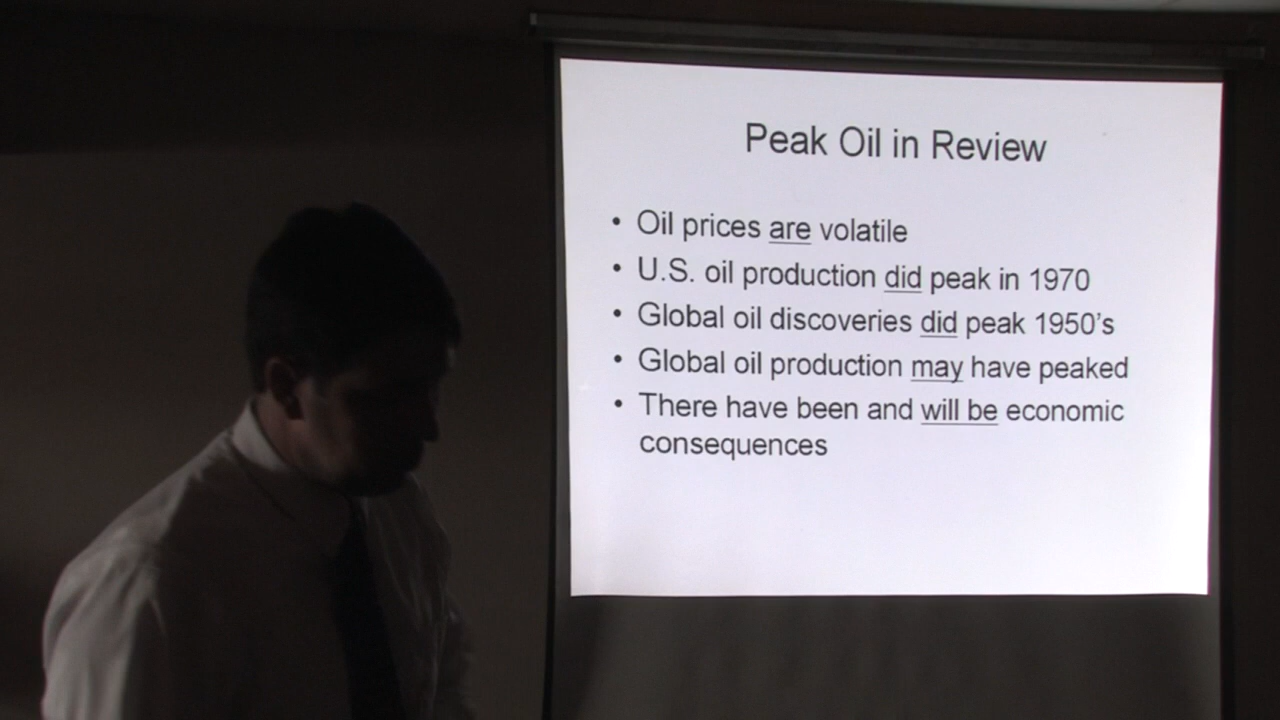 Peak Oil in Review
• Oil prices are volatile
• U.S. oil production did peak in 1970
• Global oil discoveries did peak 1950's
• Global oil production may have peaked
• There have been and will be economic
consequences